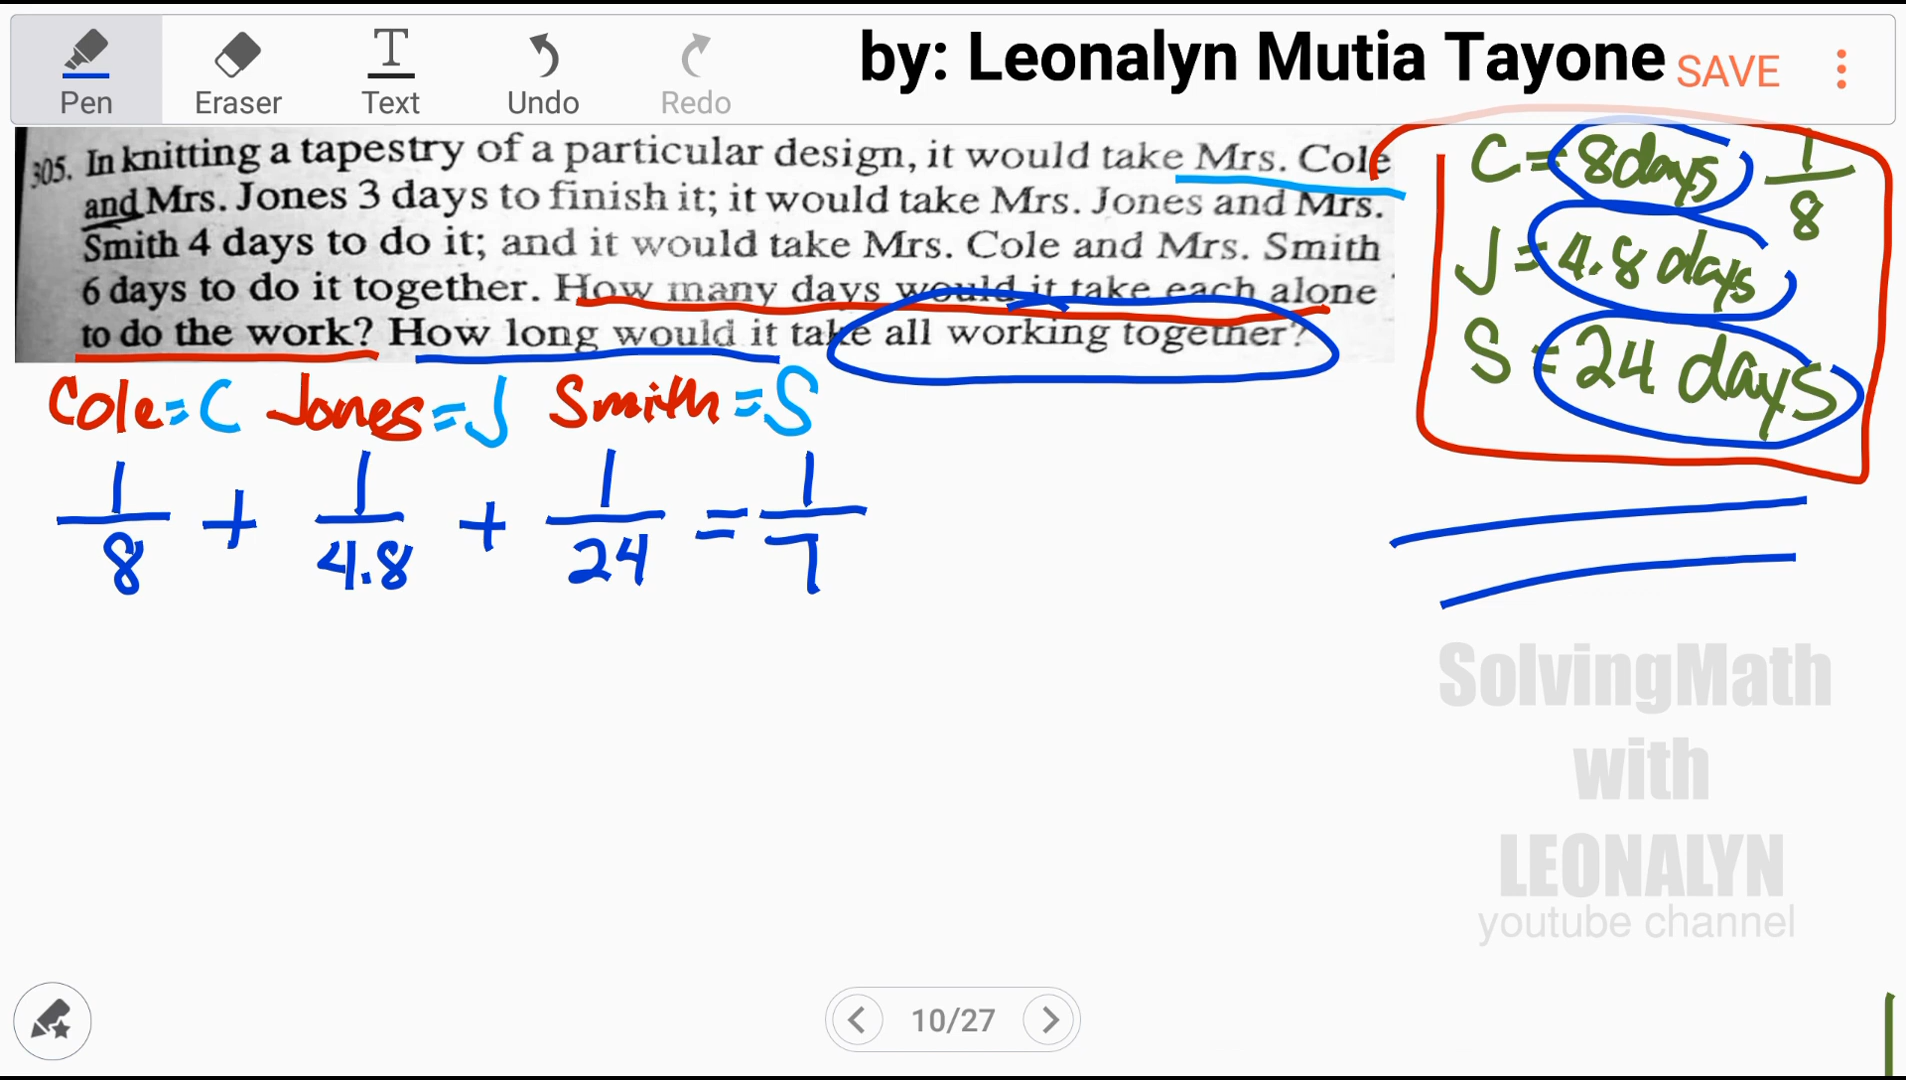 Pen
Eraser
Text
Undo
Redo
by: Leonalyn Mutia Tayone
SAVE
305. In knitting a tapestry of a particular design, it would take Mrs. Cole
and Mrs. Jones 3 days to finish it; it would take Mrs. Jones and Mrs.
Smith 4 days to do it; and it would take Mrs. Cole and Mrs. Smith
6 days to do it together. How many days would it take each alone
to do the work? How long would it take all working together?
C=8days 1/8
J=4.8 days
S=24 days
Cole=C Jones=J Smith=S
1/8 + 1/4.8 + 1/24 = 1/7
SolvingMath
with
LEONALYN
youtube channel
10/27